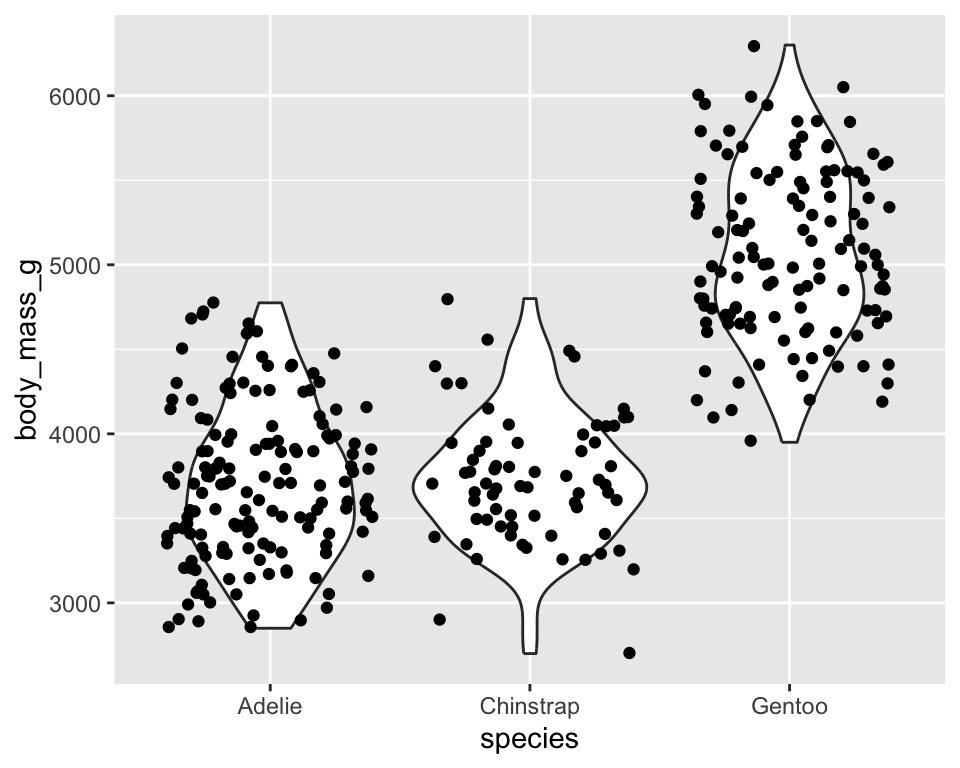 body_mass_g
6000
5000
4000
3000
Adelie
Chinstrap
Gentoo
species